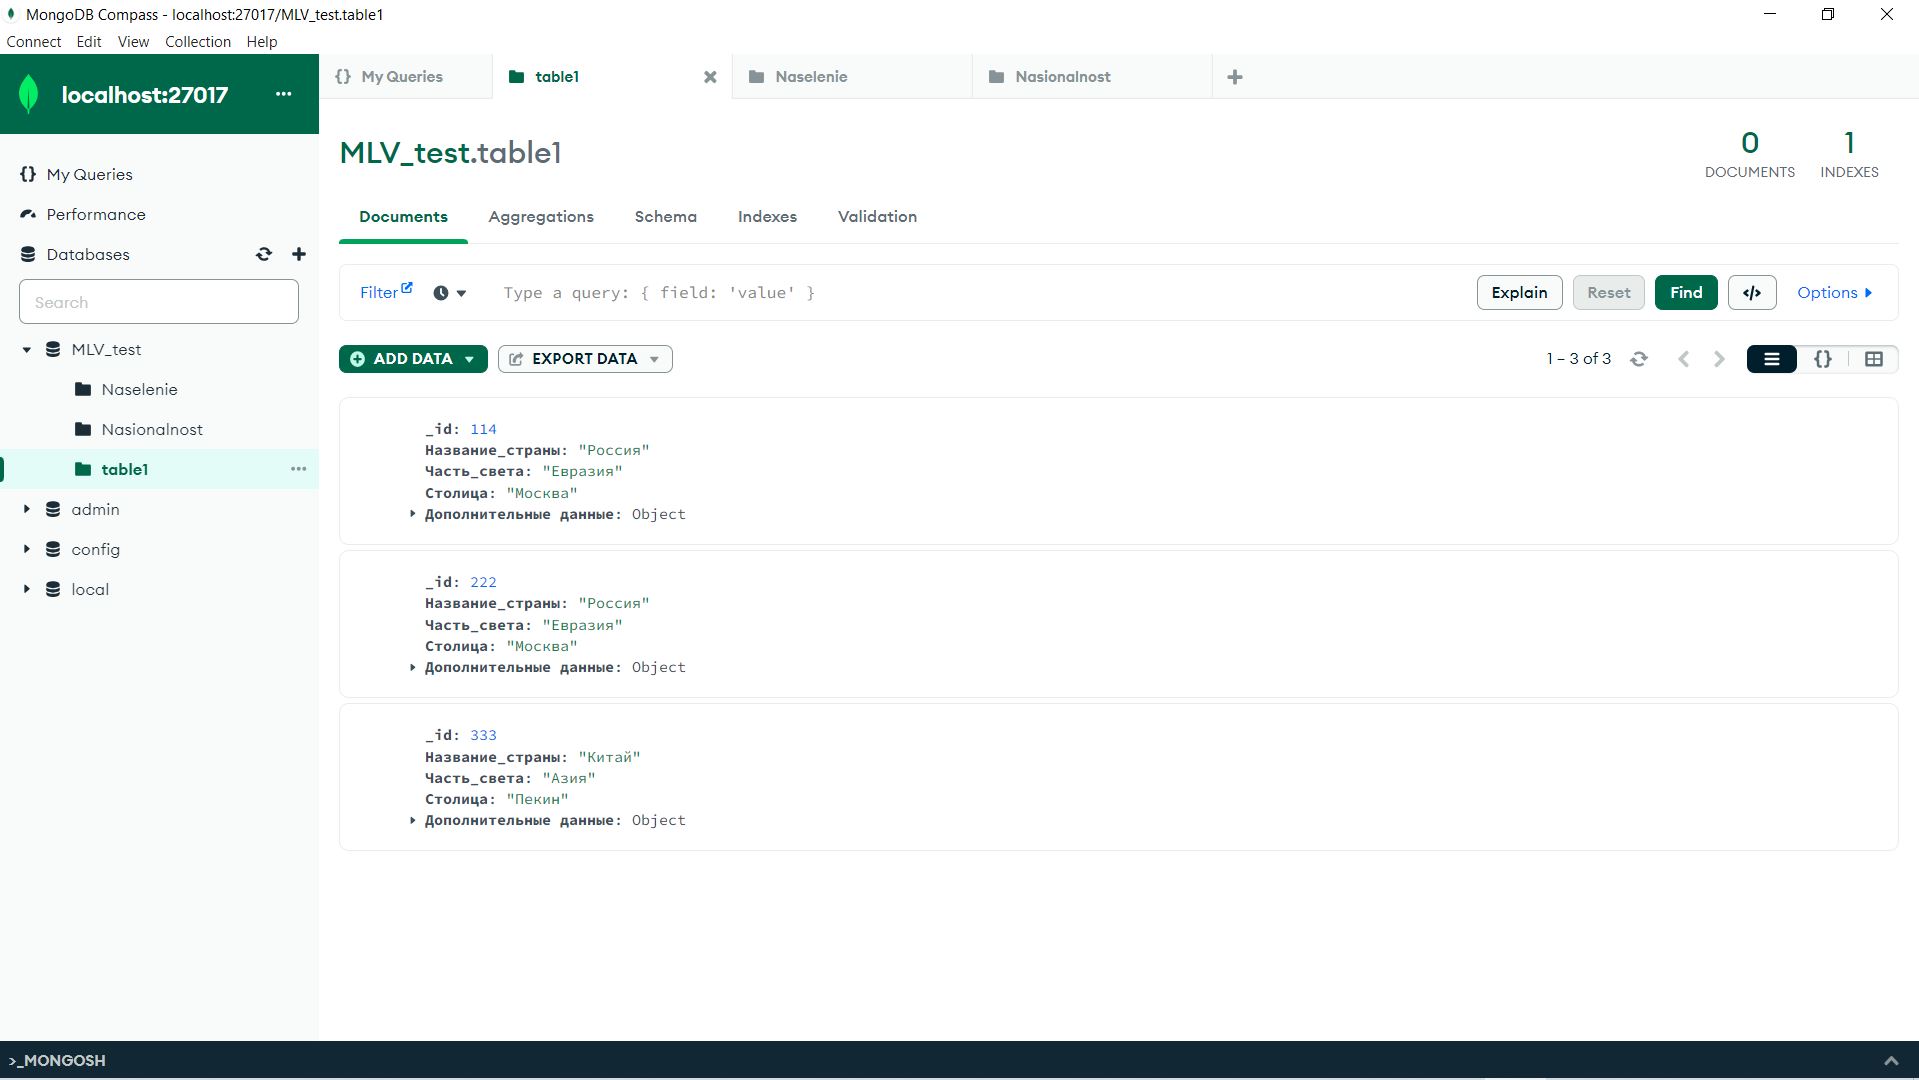 MongoDB Compass - localhost:27017/MLV_test.table1
Connect Edit View Collection Help
localhost:27017 ...
{} My Queries
table1
Naselenie
Nasionalnost
My Queries
Performance
Databases
Search
MLV_test
Naselenie
Nasionalnost
table1
admin
config
local
MLV_test.table1
0 DOCUMENTS
1 INDEXES
Documents Aggregations Schema Indexes Validation
Filter Type a query: { field: 'value' } Explain Reset Find </> Options
ADD DATA EXPORT DATA 1 – 3 of 3 {}
_id: 114
Название_страны: "Россия"
Часть_света: "Евразия"
Столица: "Москва"
Дополнительные данные: Object
_id: 222
Название_страны: "Россия"
Часть_света: "Евразия"
Столица: "Москва"
Дополнительные данные: Object
_id: 333
Название_страны: "Китай"
Часть_света: "Азия"
Столица: "Пекин"
Дополнительные данные: Object
>_MONGOSH